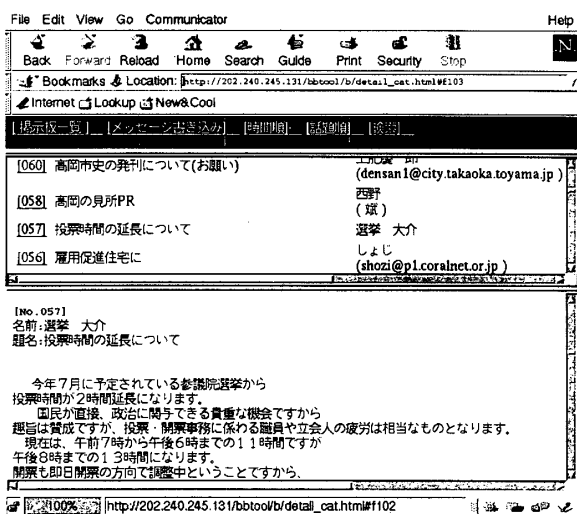 File Edit View Go Communicator Help
Back Forward Reload Home Search Guide Print Security Stop
N
Bookmarks Location: http://202.240.245.131/bbtool/b/detail_cat.html#f103
Internet Lookup New&Cool
[掲示板一覧] [メッセージ書き込み] [時間順] [話題順] [検索]
[060] 高岡市史の発刊について(お願い)
(densan1@city.takaoka.toyama.jp )
[058] 高岡の見所PR 西野
( 斌 )
[057] 投票時間の延長について 選挙 大介
[056] 雇用促進住宅に しょじ
(shozi@p1.coralnet.or.jp )
[No.057]
名前:選挙 大介
題名:投票時間の延長について
今年7月に予定されている参議院選挙から
投票時間が2時間延長になります。
国民が直接、政治に関与できる貴重な機会ですから
趣旨は賛成ですが、投票・開票事務に係わる職員や立会人の疲労は相当なものとなります。
現在は、午前7時から午後6時までの11時間ですが
午後8時までの13時間になります。
開票も即日開票の方向で調整中ということですから、
100% http://202.240.245.131/bbtool/b/detail_cat.html#f102